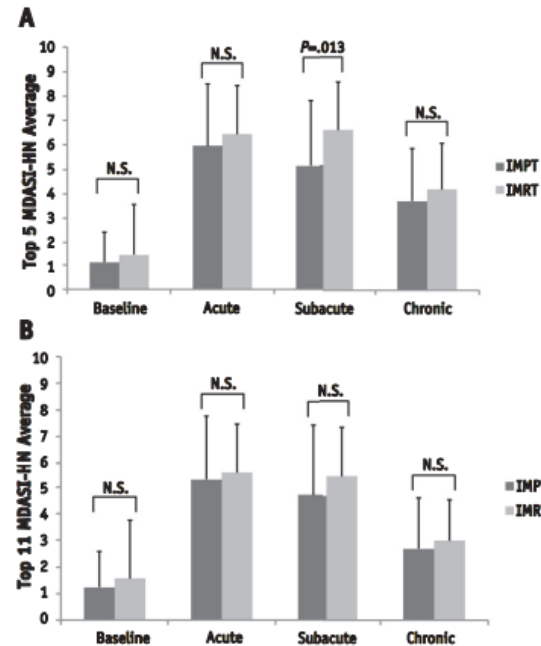 A
Top 5 MDASI-HN Average
10
9
8
7
6
5
4
3
2
1
0
N.S.
N.S.
P=.013
N.S.
IMPT
IMRT
Baseline Acute Subacute Chronic
B
Top 11 MDASI-HN Average
10
9
8
7
6
5
4
3
2
1
0
N.S.
N.S.
N.S.
N.S.
IMP
IMR
Baseline Acute Subacute Chronic